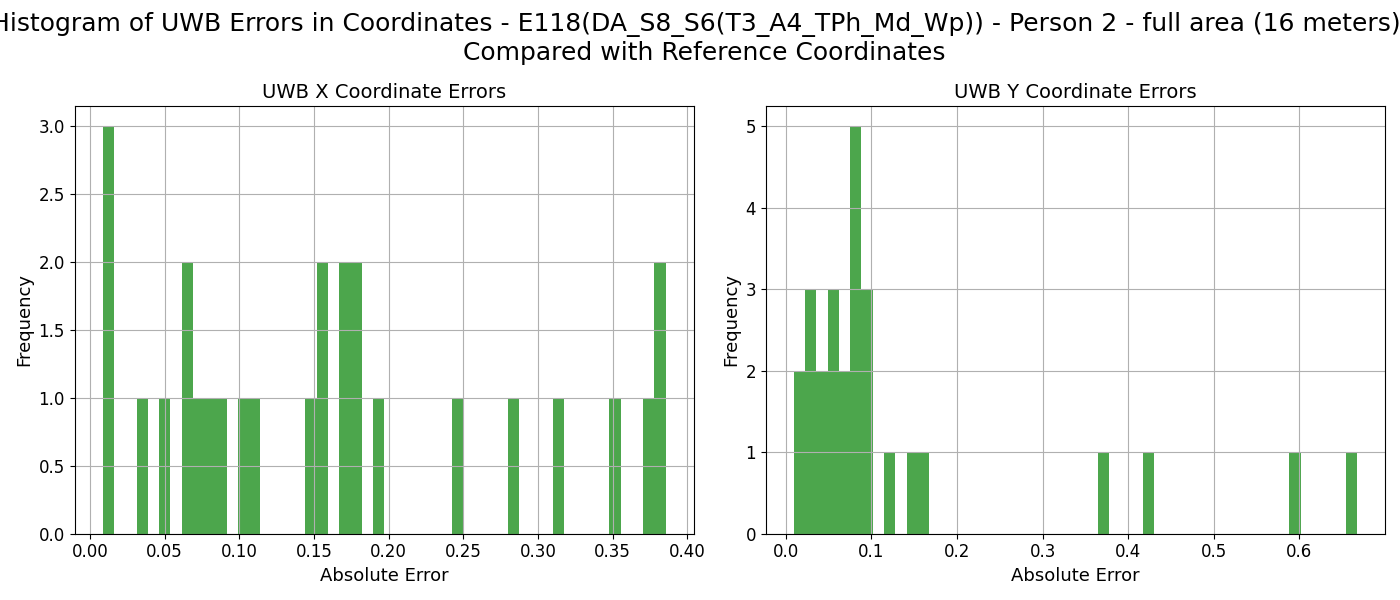 Histogram of UWB Errors in Coordinates - E118(DA_S8_S6(T3_A4_TPh_Md_Wp)) - Person 2 - full area (16 meters)
Compared with Reference Coordinates
UWB X Coordinate Errors
3.0
2.5
2.0
1.5
1.0
0.5
0.0
Frequency
0.00 0.05 0.10 0.15 0.20 0.25 0.30 0.35 0.40
Absolute Error
UWB Y Coordinate Errors
5
4
3
2
1
0
Frequency
0.0 0.1 0.2 0.3 0.4 0.5 0.6
Absolute Error